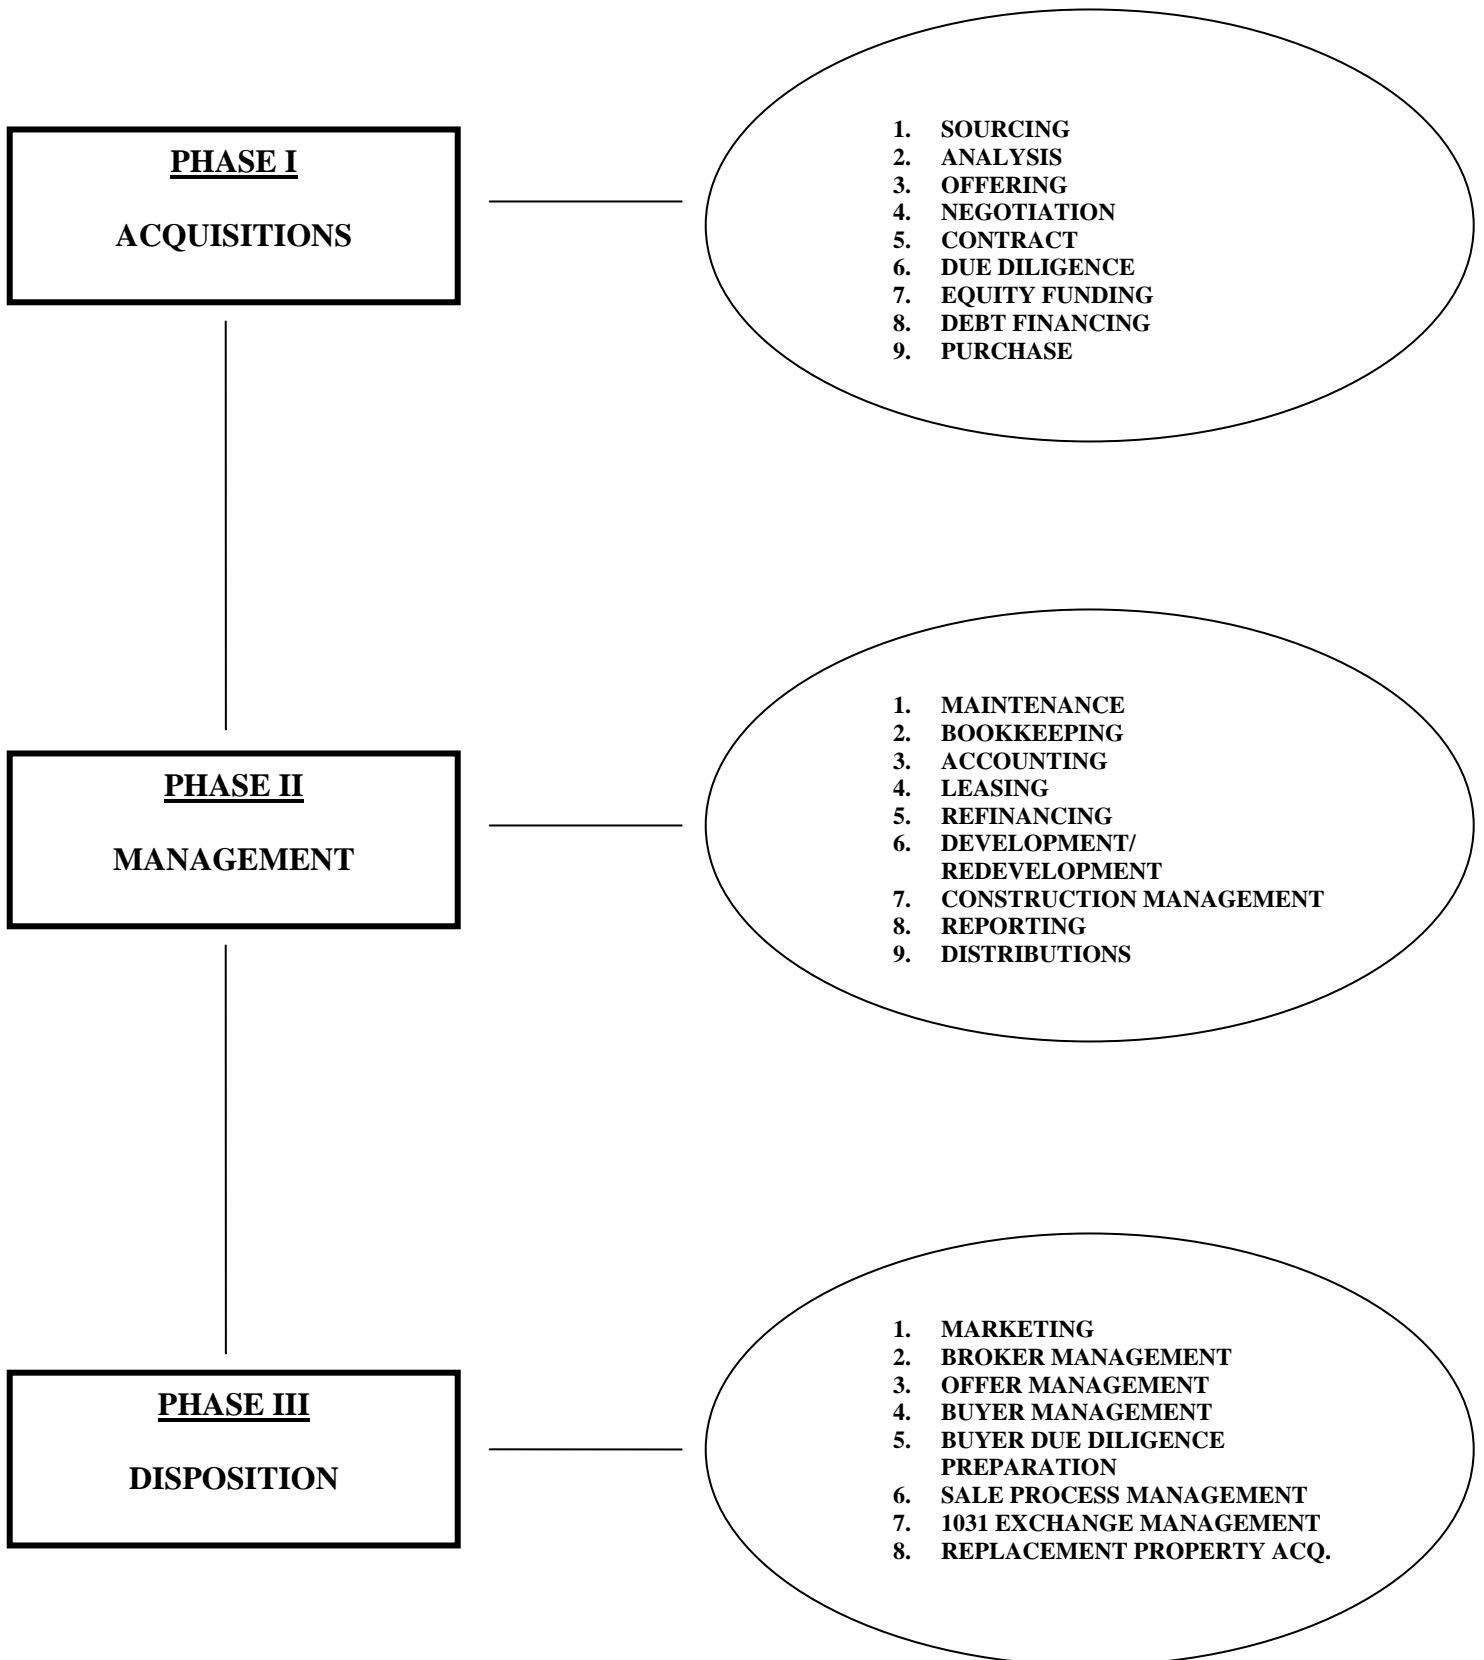 PHASE I
ACQUISITIONS
1. SOURCING
2. ANALYSIS
3. OFFERING
4. NEGOTIATION
5. CONTRACT
6. DUE DILIGENCE
7. EQUITY FUNDING
8. DEBT FINANCING
9. PURCHASE
PHASE II
MANAGEMENT
1. MAINTENANCE
2. BOOKKEEPING
3. ACCOUNTING
4. LEASING
5. REFINANCING
6. DEVELOPMENT/
REDEVELOPMENT
7. CONSTRUCTION MANAGEMENT
8. REPORTING
9. DISTRIBUTIONS
PHASE III
DISPOSITION
1. MARKETING
2. BROKER MANAGEMENT
3. OFFER MANAGEMENT
4. BUYER MANAGEMENT
5. BUYER DUE DILIGENCE
PREPARATION
6. SALE PROCESS MANAGEMENT
7. 1031 EXCHANGE MANAGEMENT
8. REPLACEMENT PROPERTY ACQ.